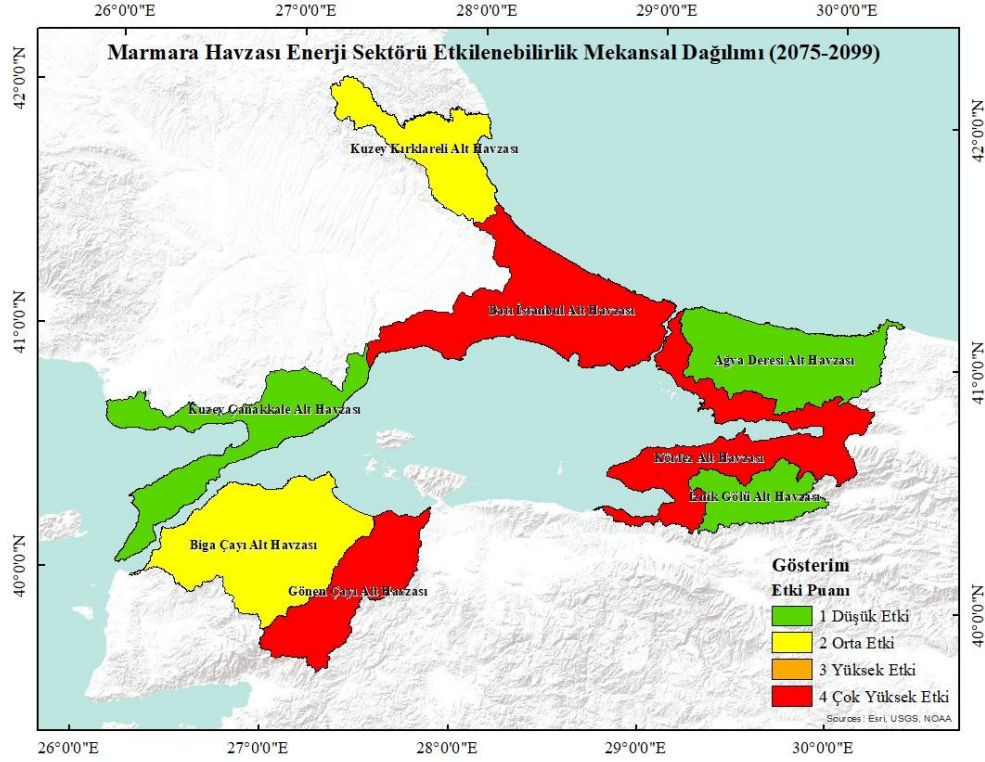 26°0'0"E 27°0'0"E 28°0'0"E 29°0'0"E 30°0'0"E
Marmara Havzası Enerji Sektörü Etkilenebilirlik Mekansal Dağılımı (2075-2099)
42°0'0"N
42°0'0"N
Kuzey Kırklareli Alt Havzası
Batı İstanbul Alt Havzası
41°0'0"N
41°0'0"N
Ağva Deresi Alt Havzası
Kuzey Çanakkale Alt Havzası
Körfez Alt Havzası
İznik Gölü Alt Havzası
Biga Çayı Alt Havzası
Gönen Çayı Alt Havzası
40°0'0"N
40°0'0"N
Gösterim
Etki Puanı
1 Düşük Etki
2 Orta Etki
3 Yüksek Etki
4 Çok Yüksek Etki
Sources: Esri, USGS, NOAA
26°0'0"E 27°0'0"E 28°0'0"E 29°0'0"E 30°0'0"E